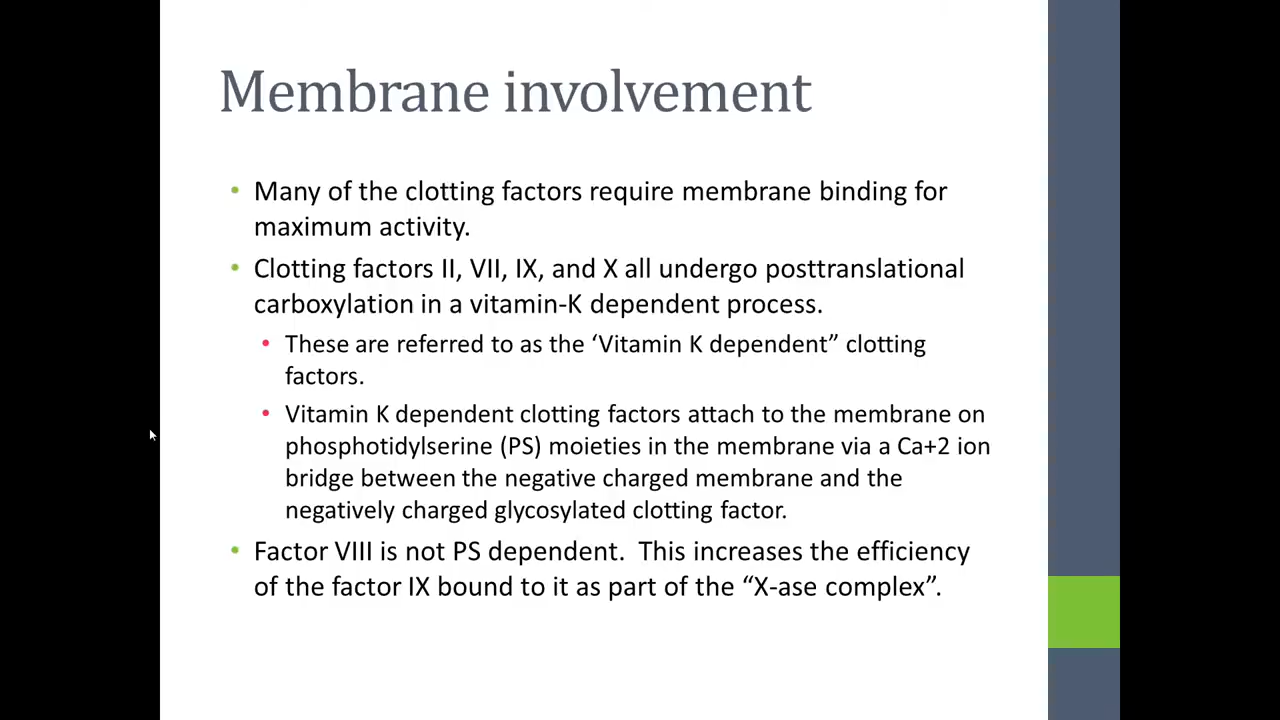 Membrane involvement
• Many of the clotting factors require membrane binding for
maximum activity.
• Clotting factors II, VII, IX, and X all undergo posttranslational
carboxylation in a vitamin-K dependent process.
• These are referred to as the ‘Vitamin K dependent” clotting
factors.
• Vitamin K dependent clotting factors attach to the membrane on
phosphotidylserine (PS) moieties in the membrane via a Ca+2 ion
bridge between the negative charged membrane and the
negatively charged glycosylated clotting factor.
• Factor VIII is not PS dependent.  This increases the efficiency
of the factor IX bound to it as part of the “X-ase complex”.